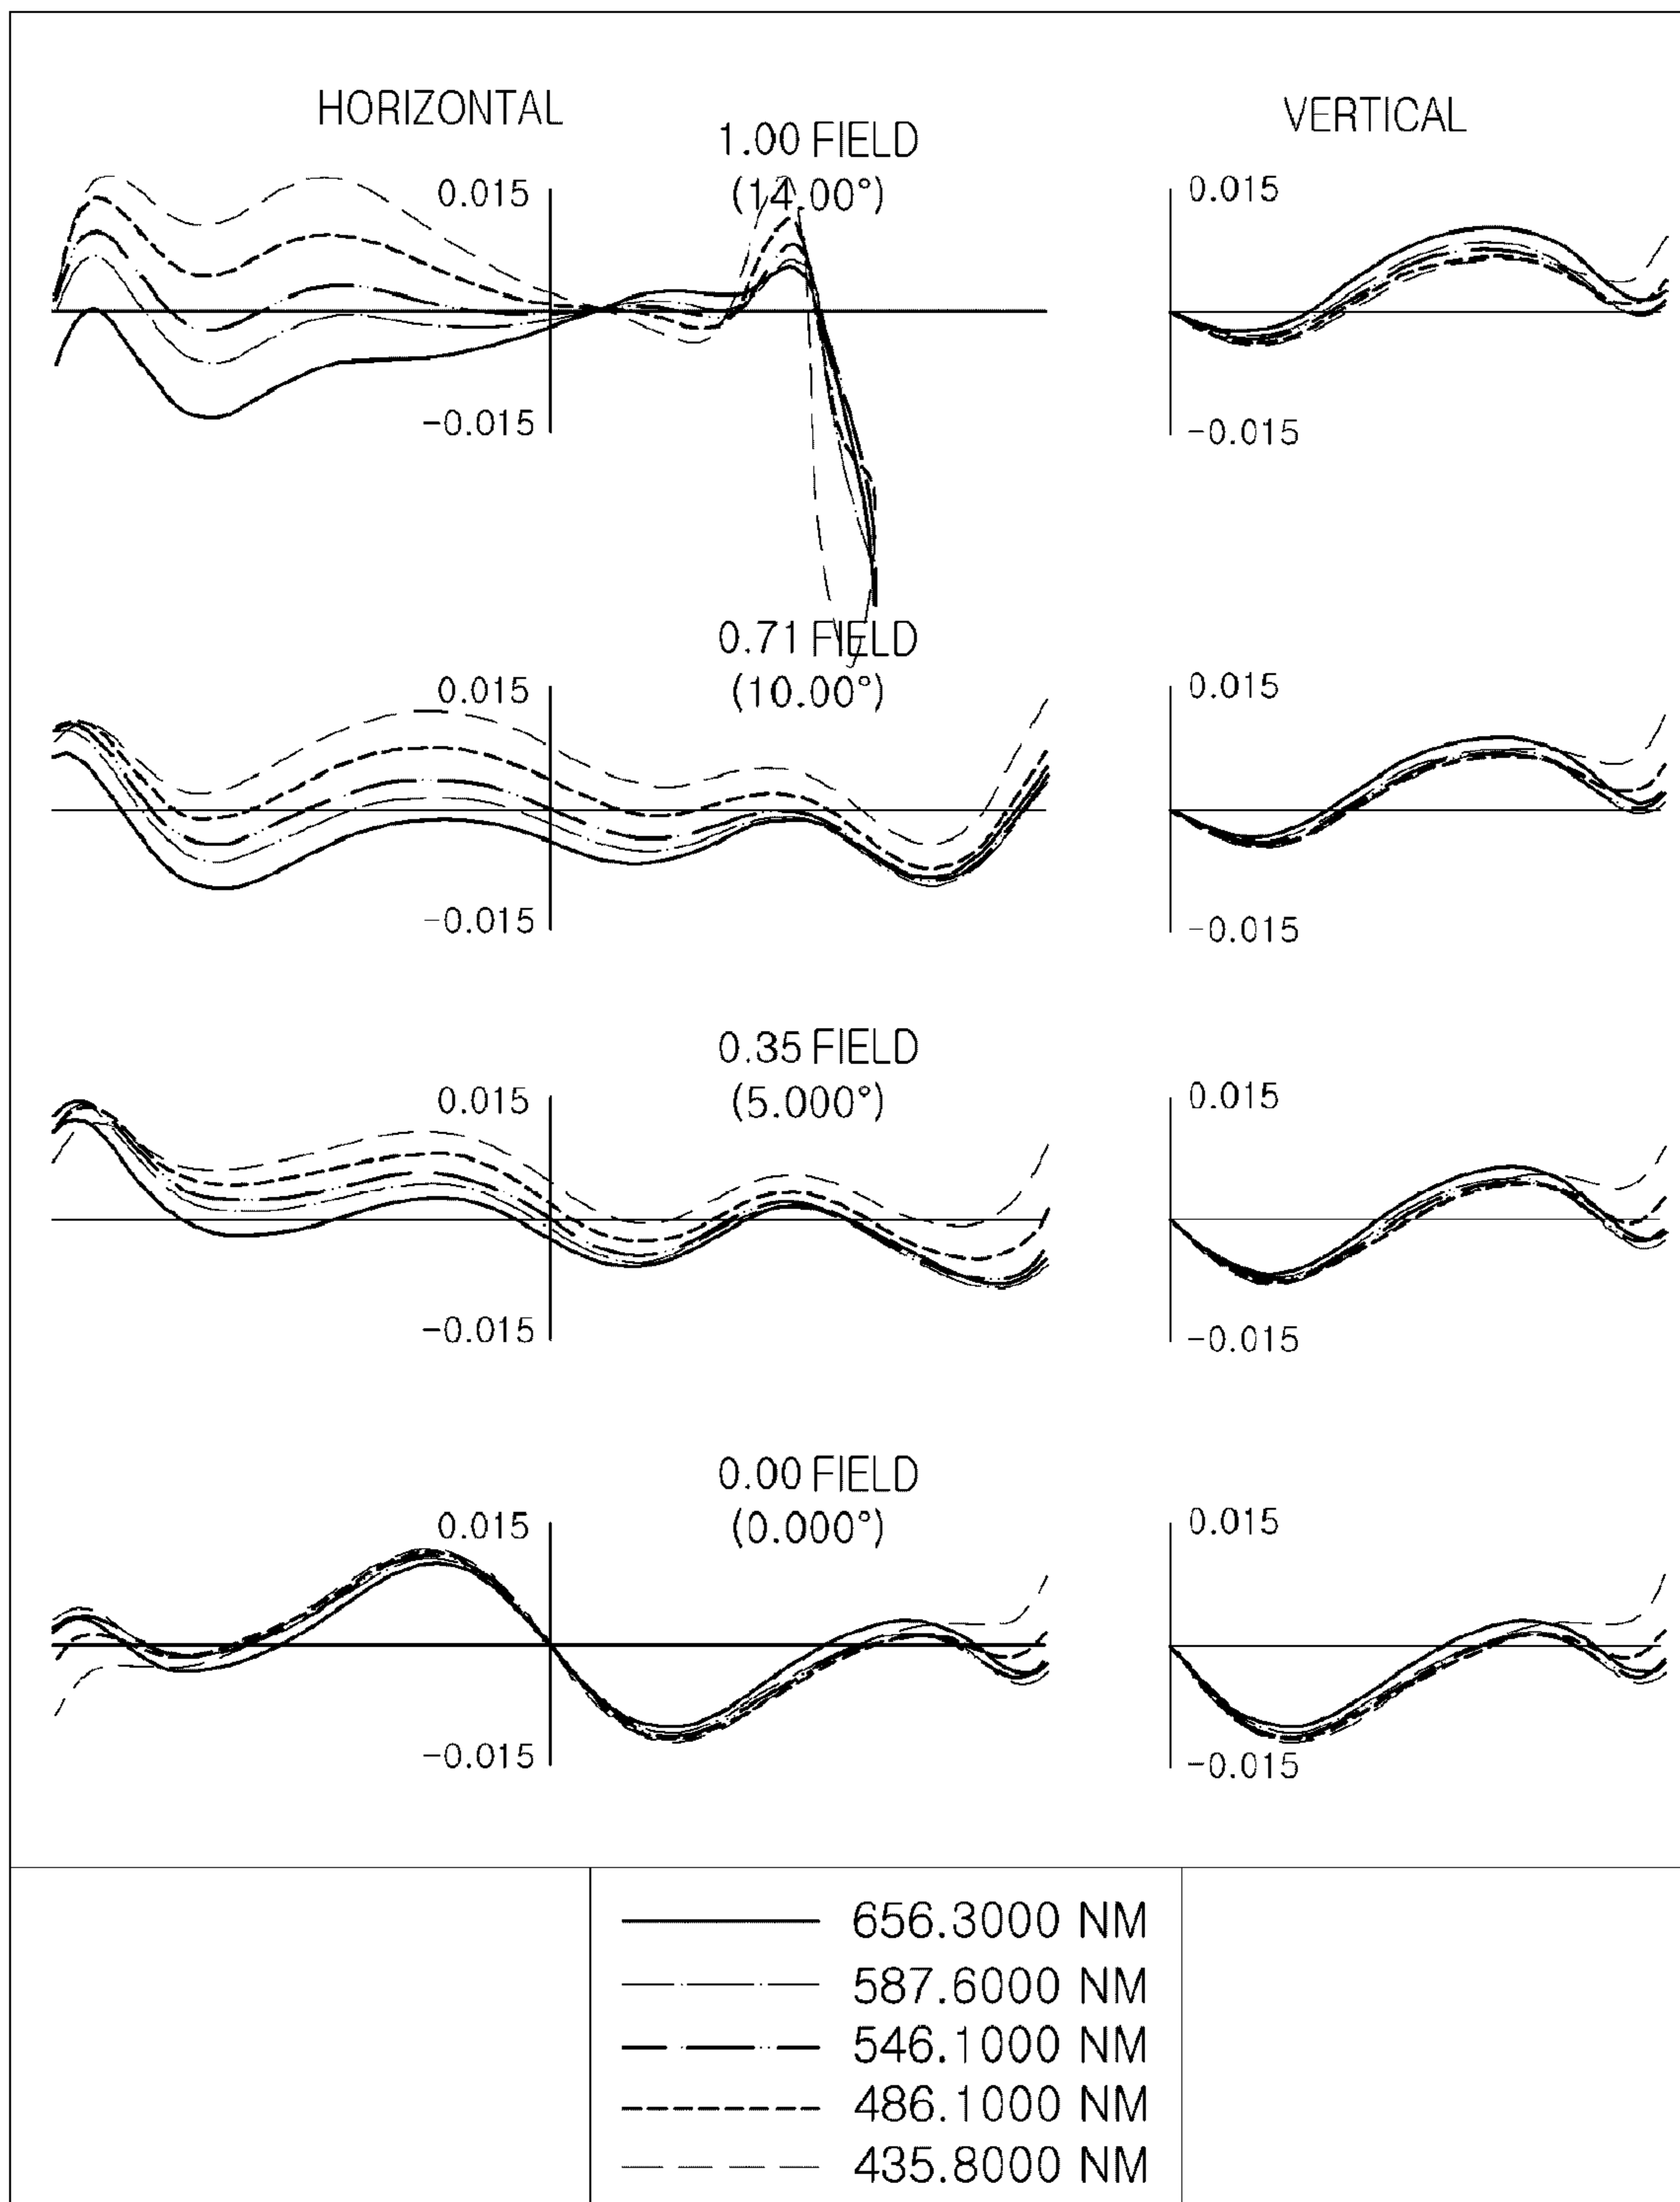 HORIZONTAL
VERTICAL
1.00 FIELD
(14.00°)
0.015
-0.015
0.015
-0.015
0.71 FIELD
(10.00°)
0.015
-0.015
0.015
-0.015
0.35 FIELD
(5.000°)
0.015
-0.015
0.015
-0.015
0.00 FIELD
(0.000°)
0.015
-0.015
0.015
-0.015
656.3000 NM
587.6000 NM
546.1000 NM
486.1000 NM
435.8000 NM